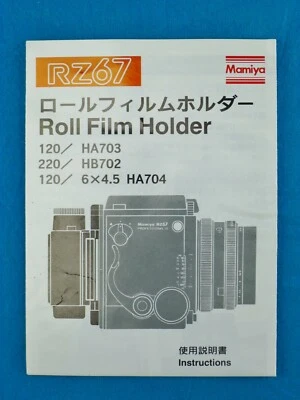 RZ67
Mamiya
ロールフィルムホルダー
Roll Film Holder
120／ HA703
220／ HB702
120／ 6×4.5 HA704
Mamiya RZ67
使用説明書
Instructions